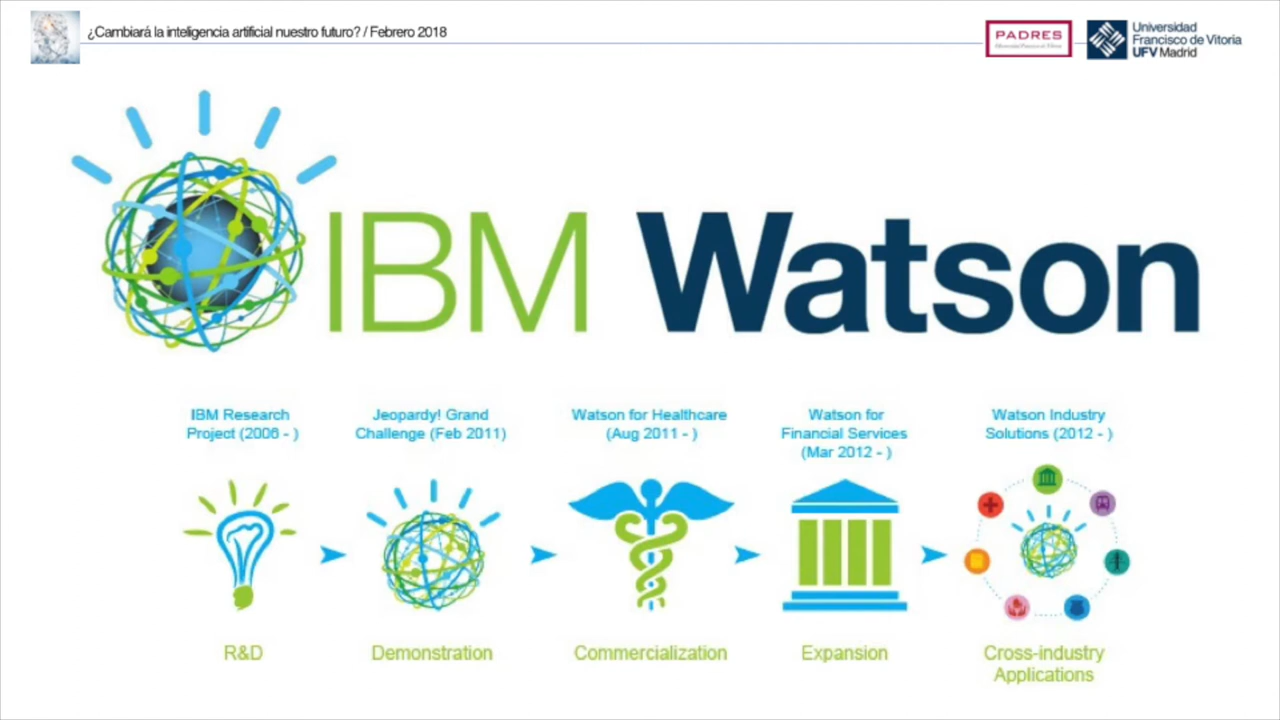 ¿Cambiará la inteligencia artificial nuestro futuro? / Febrero 2018
PADRES
Universidad
Francisco de Vitoria
UFV Madrid
IBM Watson
IBM Research
Project (2006 - )
Jeopardy! Grand
Challenge (Feb 2011)
Watson for Healthcare
(Aug 2011 - )
Watson for
Financial Services
(Mar 2012 - )
Watson Industry
Solutions (2012 - )
R&D
Demonstration
Commercialization
Expansion
Cross-industry
Applications